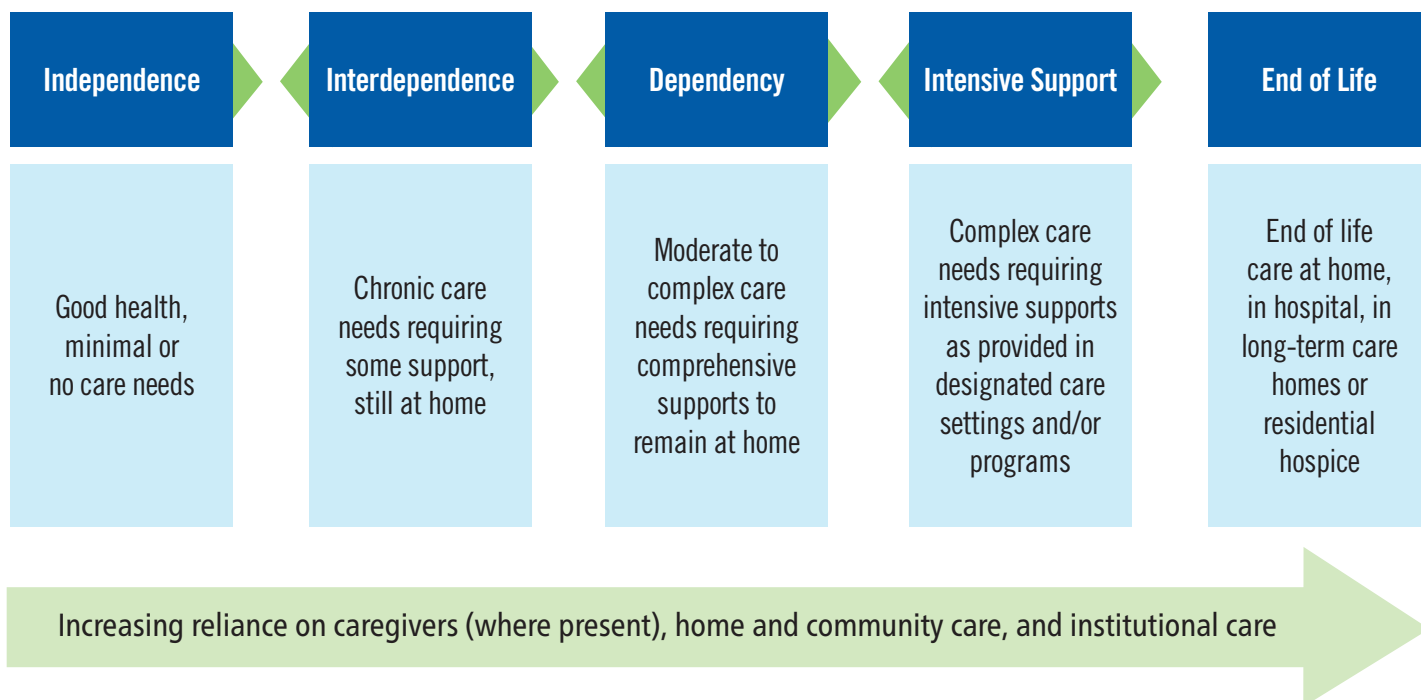 Independence
Good health,
minimal or
no care needs
Interdependence
Chronic care
needs requiring
some support,
still at home
Dependency
Moderate to
complex care
needs requiring
comprehensive
supports to
remain at home
Intensive Support
Complex care
needs requiring
intensive supports
as provided in
designated care
settings and/or
programs
End of Life
End of life
care at home,
in hospital, in
long-term care
homes or
residential
hospice
Increasing reliance on caregivers (where present), home and community care, and institutional care